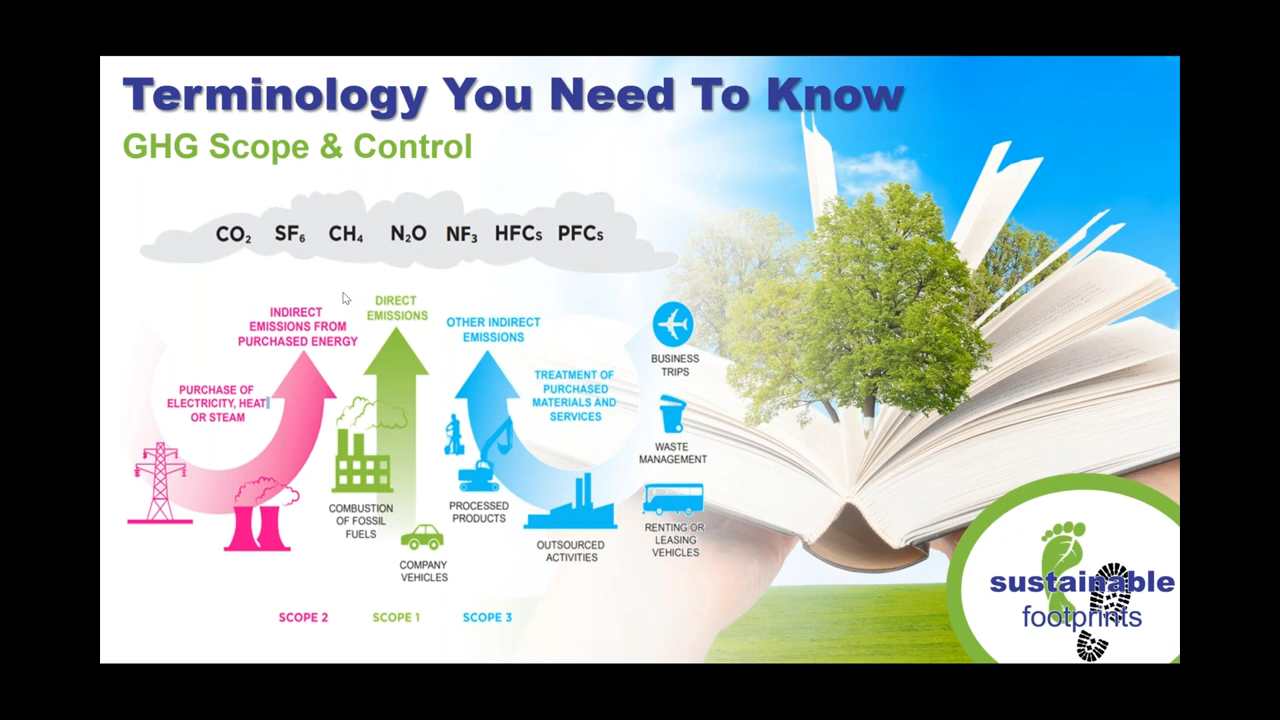 Terminology You Need To Know
GHG Scope & Control
CO₂ SF₆ CH₄ N₂O NF₃ HFCs PFCs
INDIRECT
EMISSIONS FROM
PURCHASED ENERGY
DIRECT
EMISSIONS
OTHER INDIRECT
EMISSIONS
PURCHASE OF
ELECTRICITY, HEAT
OR STEAM
TREATMENT OF
PURCHASED
MATERIALS AND
SERVICES
BUSINESS
TRIPS
WASTE
MANAGEMENT
COMBUSTION
OF FOSSIL
FUELS
COMPANY
VEHICLES
PROCESSED
PRODUCTS
OUTSOURCED
ACTIVITIES
RENTING OR
LEASING
VEHICLES
SCOPE 2 SCOPE 1 SCOPE 3
sustainable
footprints